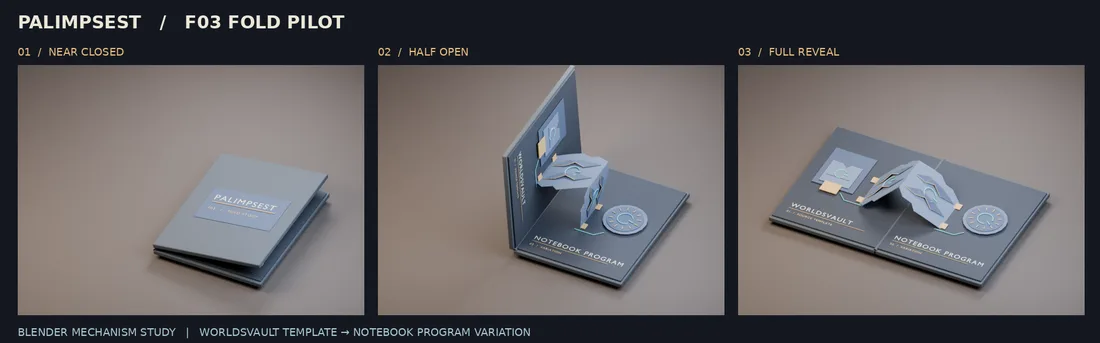 PALIMPSEST / F03 FOLD PILOT
01 / NEAR CLOSED
02 / HALF OPEN
03 / FULL REVEAL
PALIMPSEST
WORLDSVAULT
NOTEBOOK PROGRAM
WORLDSVAULT
NOTEBOOK PROGRAM
BLENDER MECHANISM STUDY | WORLDSVAULT TEMPLATE → NOTEBOOK PROGRAM VARIATION